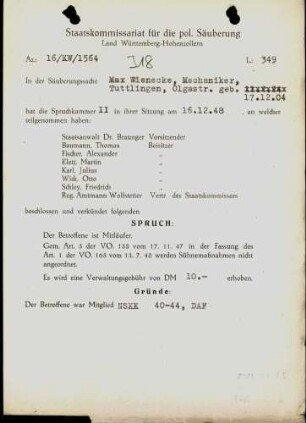 Staatskommissariat für die pol. Säuberung
Land Württemberg-Hohenzollern
Az.: 16/KW/1564
J18
L: 349
In der Säuberungssache Max Wienecke, Mechaniker,
Tuttlingen, Olgastr. geb.
17.12.04
hat die Spruchkammer II in ihrer Sitzung am 16.12.48 , an welcher
teilgenommen haben:
Staatsanwalt Dr. Braunger Vorsitzender
Baumann, Thomas Beisitzer
Fischer, Alexander "
Klett, Martin "
Karl, Julius "
Wick, Otto "
Schley, Friedrich "
Reg. Amtmann Wolfsturner Vertr. des Staatskommissars
beschlossen und verkündet folgenden
SPRUCH:
Der Betroffene ist Mitläufer.
Gem. Art. 3 der VO. 133 vom 17. 11. 47 in der Fassung des
Art. 1 der VO. 165 vom 13. 7. 48 werden Sühnemaßnahmen nicht
angeordnet.
Es wird eine Verwaltungsgebühr von DM 10.- erhoben.
Gründe:
Der Betroffene war Mitglied NSKK 40-44, DAF